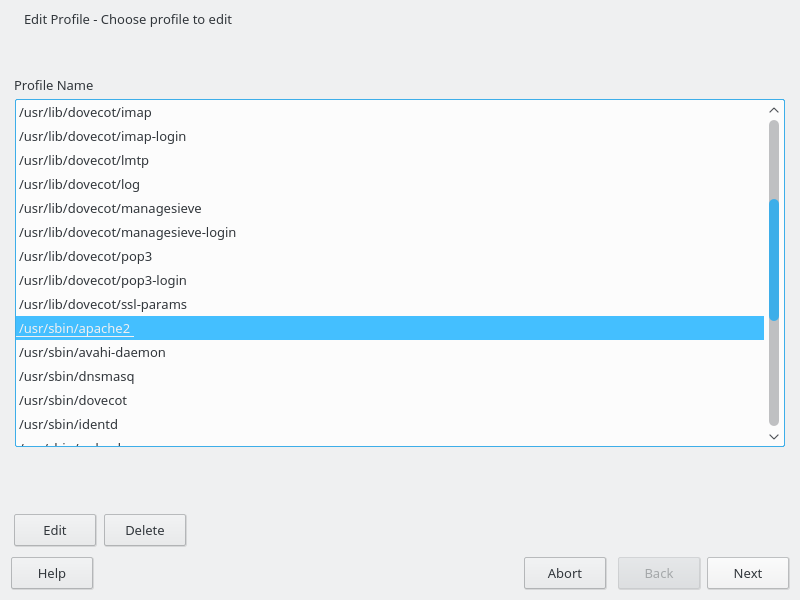 Edit Profile - Choose profile to edit
Profile Name
/usr/lib/dovecot/imap
/usr/lib/dovecot/imap-login
/usr/lib/dovecot/lmtp
/usr/lib/dovecot/log
/usr/lib/dovecot/managesieve
/usr/lib/dovecot/managesieve-login
/usr/lib/dovecot/pop3
/usr/lib/dovecot/pop3-login
/usr/lib/dovecot/ssl-params
/usr/sbin/apache2
/usr/sbin/avahi-daemon
/usr/sbin/dnsmasq
/usr/sbin/dovecot
/usr/sbin/identd
Edit Delete
Help Abort Back Next